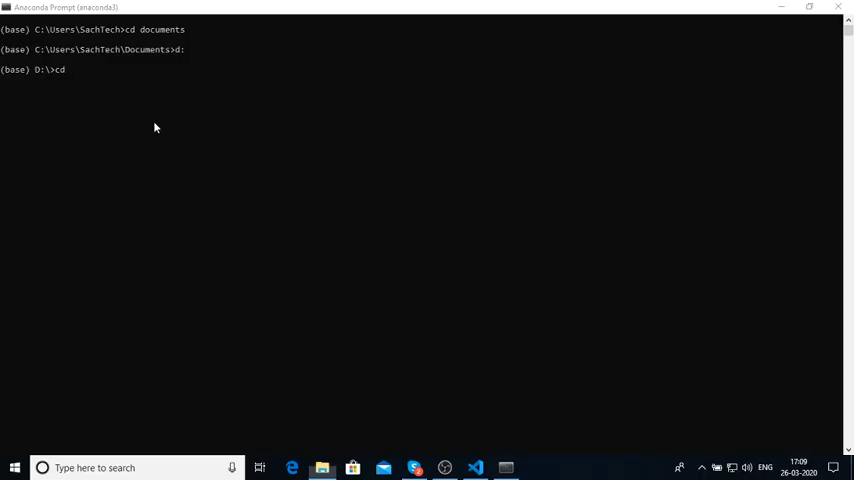 Anaconda Prompt (anaconda3)
(base) C:\Users\SachTech>cd documents
(base) C:\Users\SachTech\Documents>d:
(base) D:\>cd
Type here to search
2
ENG
17:09
26-03-2020